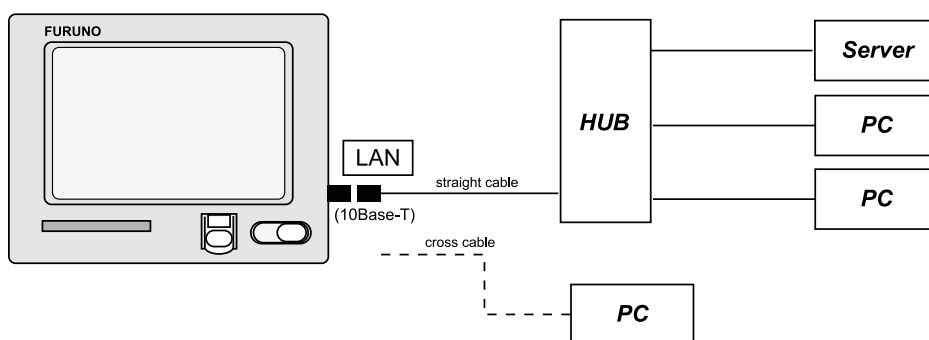 FURUNO
LAN
(10Base-T)
straight cable
HUB
Server
PC
PC
cross cable
PC